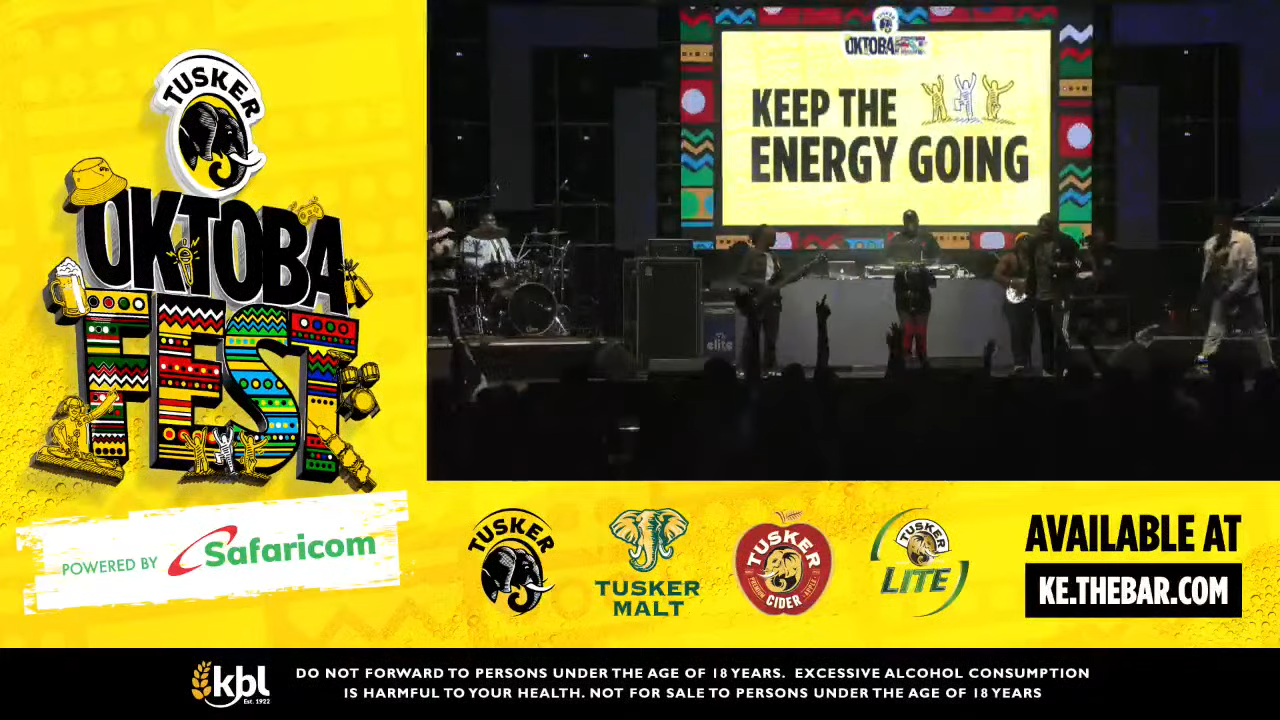 TUSKER
OKTOBA
FEST
POWERED BY Safaricom
OKTOBAFEST
KEEP THE
ENERGY GOING
elite
TUSKER
TUSKER
MALT
TUSKER
PREMIUM
CIDER
APPLE
TUSKER
LITE
AVAILABLE AT
KE.THEBAR.COM
kbl
Est. 1922
DO NOT FORWARD TO PERSONS UNDER THE AGE OF 18 YEARS. EXCESSIVE ALCOHOL CONSUMPTION
IS HARMFUL TO YOUR HEALTH. NOT FOR SALE TO PERSONS UNDER THE AGE OF 18 YEARS